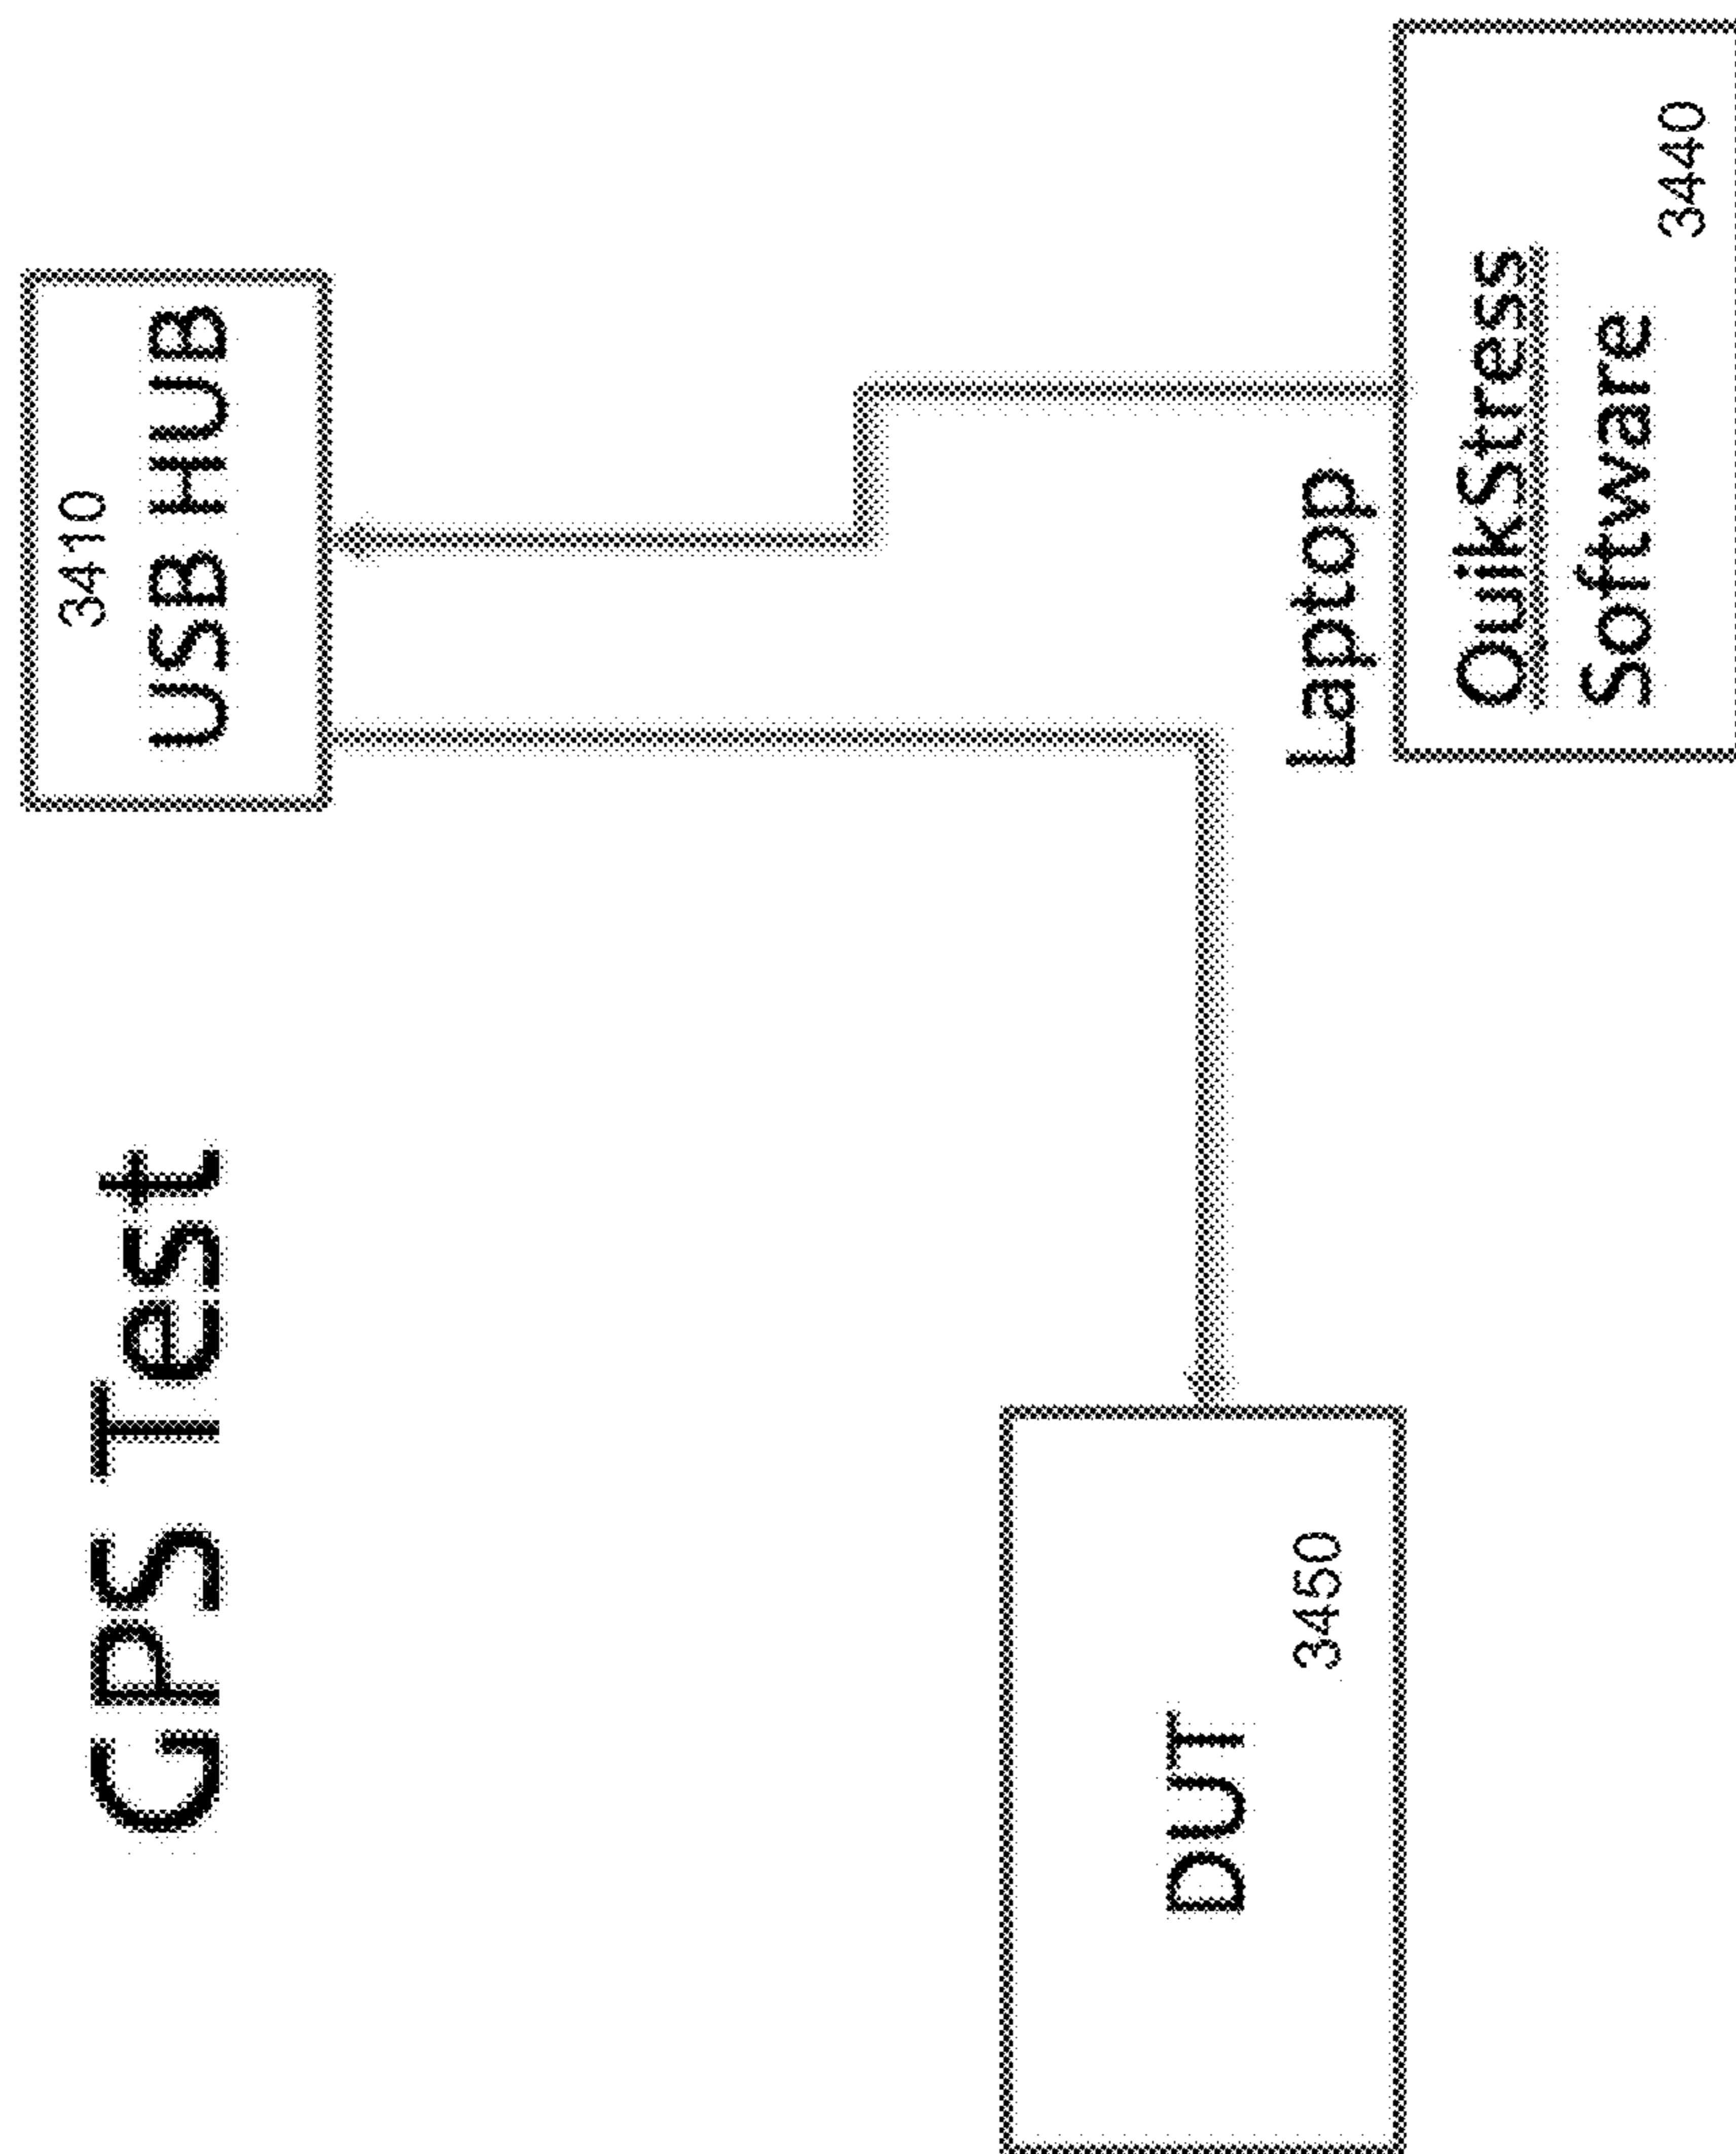 GPS Test
3410
USB HUB
DUT
3450
Laptop
QuikStress
Software
3440